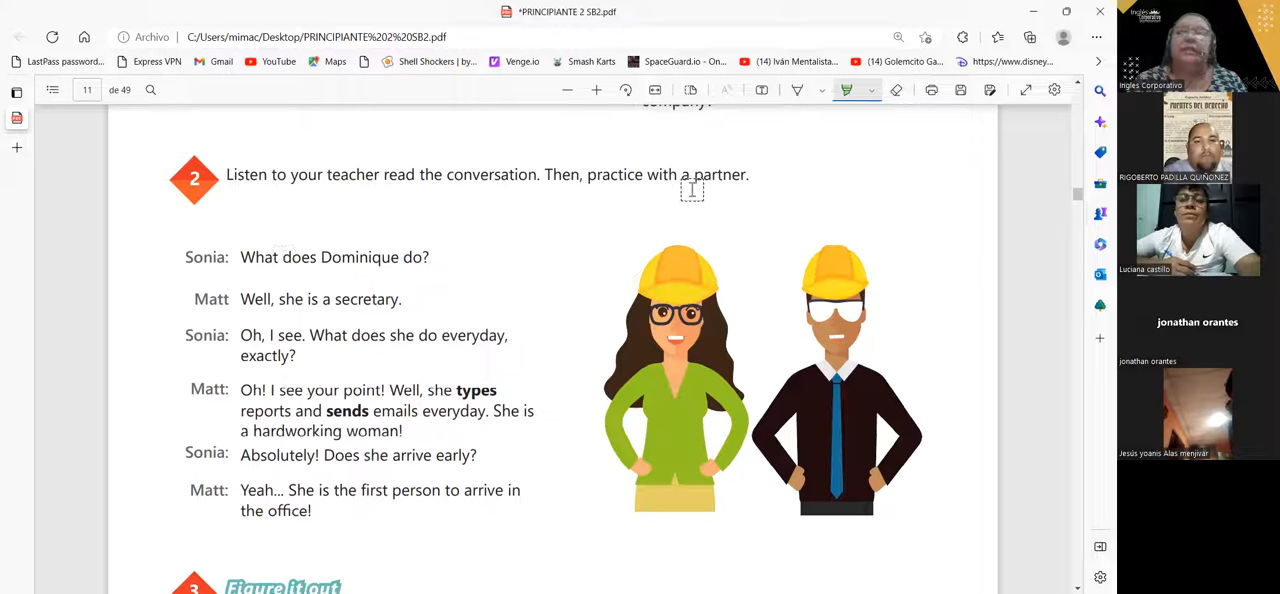 *PRINCIPIANTE 2 SB2.pdf
Archivo
C:/Users/mimac/Desktop/PRINCIPIANTE%202%20SB2.pdf
LastPass password...
Express VPN
Gmail
YouTube
Maps
Shell Shockers | by...
Venge.io
Smash Karts
SpaceGuard.io - On...
(14) Iván Mentalista...
(14) Golemcito Ga...
https://www.disney...
11
de 49
company?
2
Listen to your teacher read the conversation. Then, practice with a partner.
Sonia: What does Dominique do?
Matt Well, she is a secretary.
Sonia: Oh, I see. What does she do everyday,
exactly?
Matt: Oh! I see your point! Well, she types
reports and sends emails everyday. She is
a hardworking woman!
Sonia: Absolutely! Does she arrive early?
Matt: Yeah... She is the first person to arrive in
the office!
3
Figure it out
Inglés
Corporativo
Ingles Corporativo
FUENTES DEL DERECHO
RIGOBERTO PADILLA QUIÑONEZ
Luciana castillo
jonathan orantes
jonathan orantes
Jesús yoanis Alas menjivar